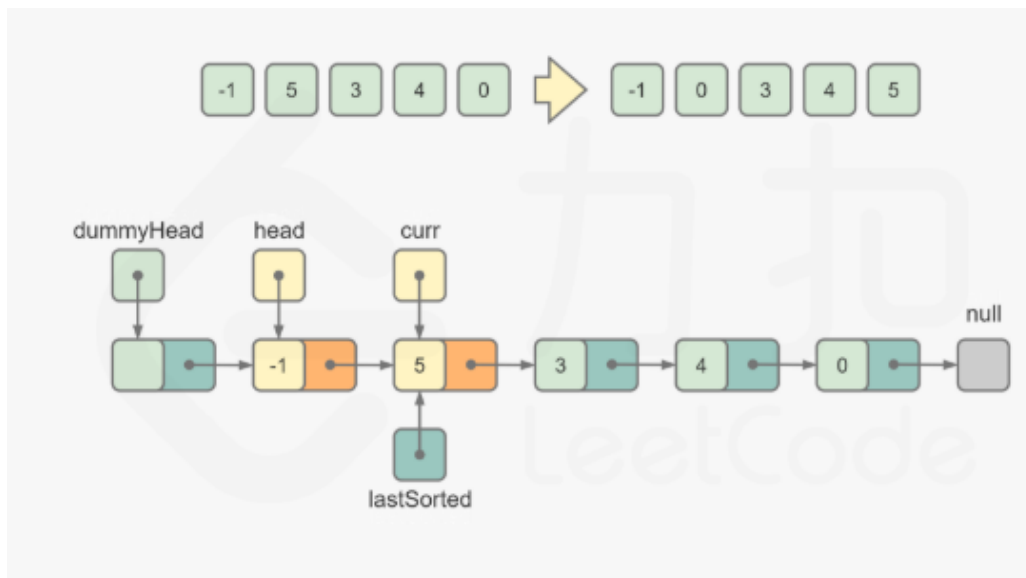 -1 5 3 4 0 -1 0 3 4 5
力扣
dummyHead head curr
null
-1 5 3 4 0
LeetCode
lastSorted